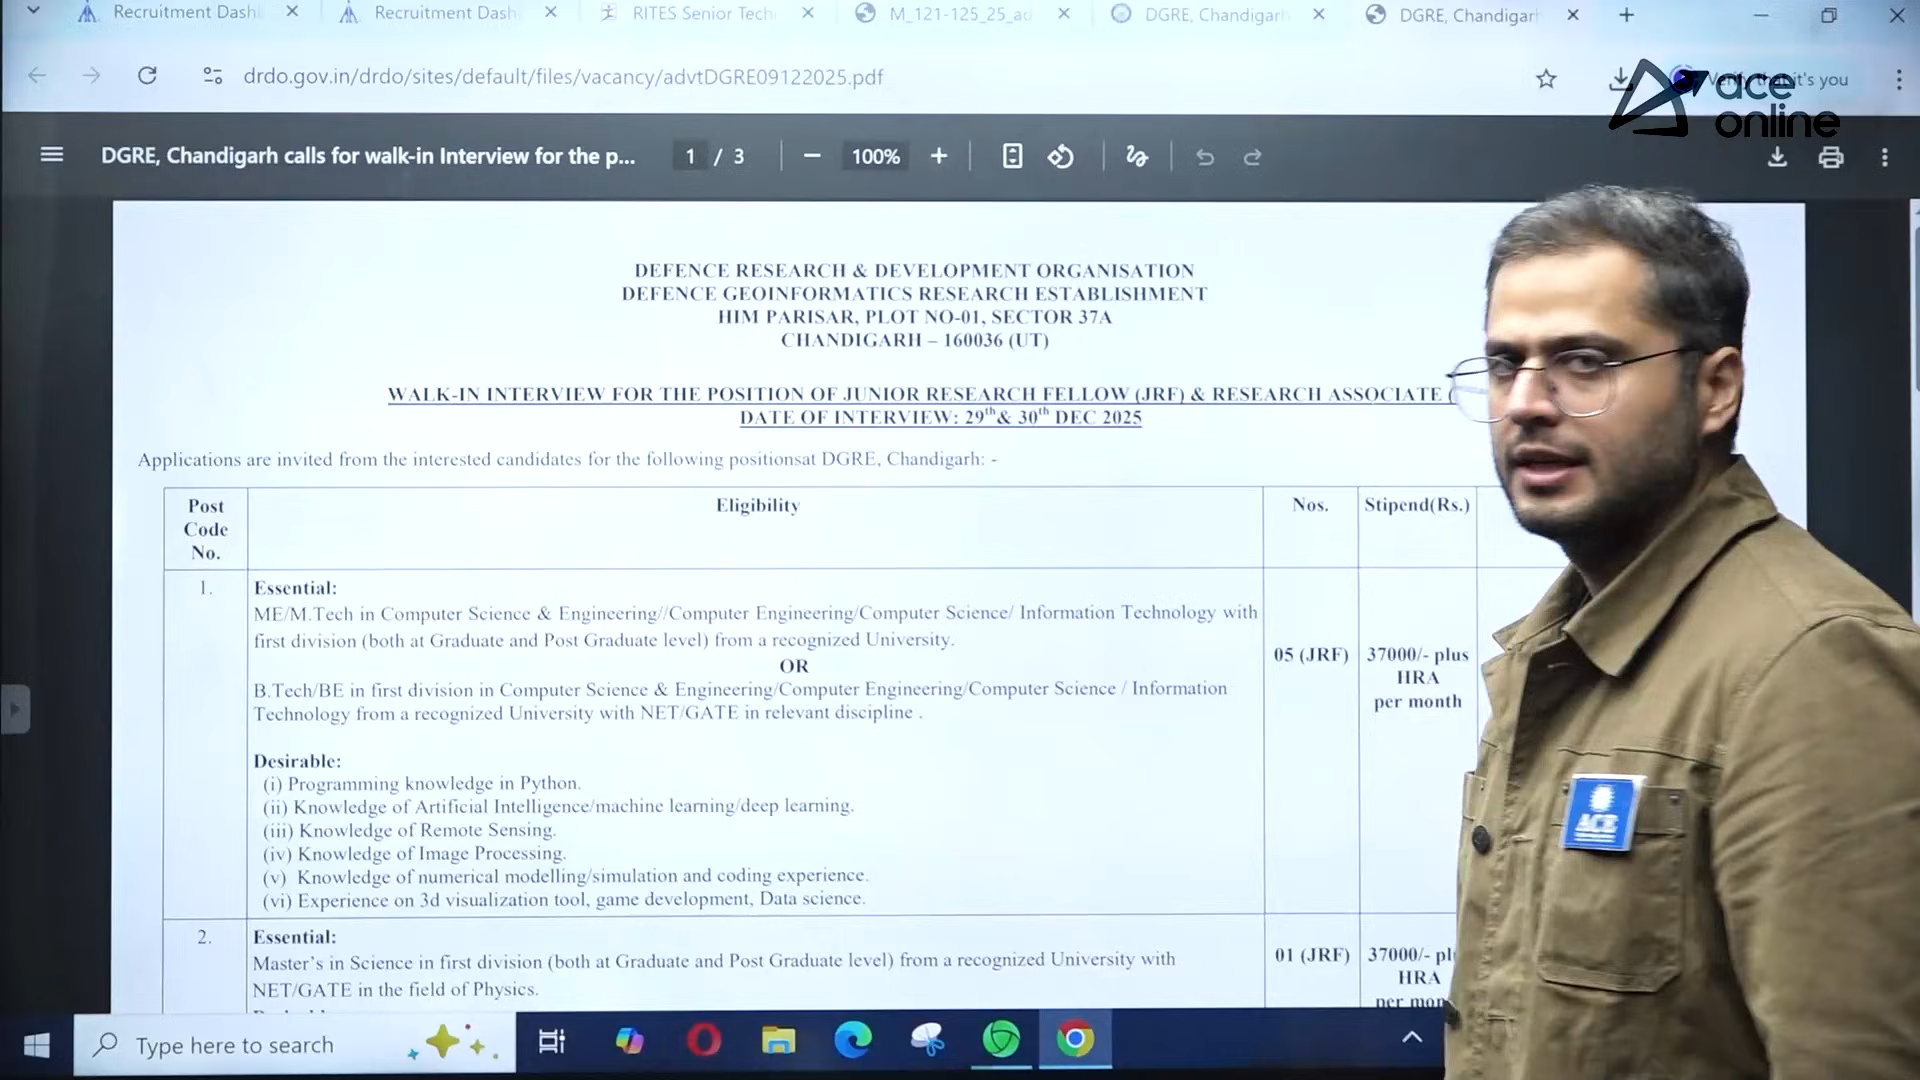 Recruitment Dash
Recruitment Dash
RITES Senior Tech
M_121-125_25_ad
DGRE, Chandigarh
DGRE, Chandigarh
drdo.gov.in/drdo/sites/default/files/vacancy/advtDGRE09122025.pdf
Verify that it's you
ace
online
DGRE, Chandigarh calls for walk-in Interview for the p...
1 / 3
100%
DEFENCE RESEARCH & DEVELOPMENT ORGANISATION
DEFENCE GEOINFORMATICS RESEARCH ESTABLISHMENT
HIM PARISAR, PLOT NO-01, SECTOR 37A
CHANDIGARH – 160036 (UT)
WALK-IN INTERVIEW FOR THE POSITION OF JUNIOR RESEARCH FELLOW (JRF) & RESEARCH ASSOCIATE (
DATE OF INTERVIEW: 29th& 30th DEC 2025
Applications are invited from the interested candidates for the following positionsat DGRE, Chandigarh: -
Post Code No.
Eligibility
Nos.
Stipend(Rs.)
1.
Essential:
ME/M.Tech in Computer Science & Engineering//Computer Engineering/Computer Science/ Information Technology with
first division (both at Graduate and Post Graduate level) from a recognized University.
OR
B.Tech/BE in first division in Computer Science & Engineering/Computer Engineering/Computer Science / Information
Technology from a recognized University with NET/GATE in relevant discipline .
Desirable:
(i) Programming knowledge in Python.
(ii) Knowledge of Artificial Intelligence/machine learning/deep learning.
(iii) Knowledge of Remote Sensing.
(iv) Knowledge of Image Processing.
(v) Knowledge of numerical modelling/simulation and coding experience.
(vi) Experience on 3d visualization tool, game development, Data science.
05 (JRF)
37000/- plus
HRA
per month
2.
Essential:
Master's in Science in first division (both at Graduate and Post Graduate level) from a recognized University with
NET/GATE in the field of Physics.
01 (JRF)
37000/- pl
HRA
per mon
ACE
Type here to search